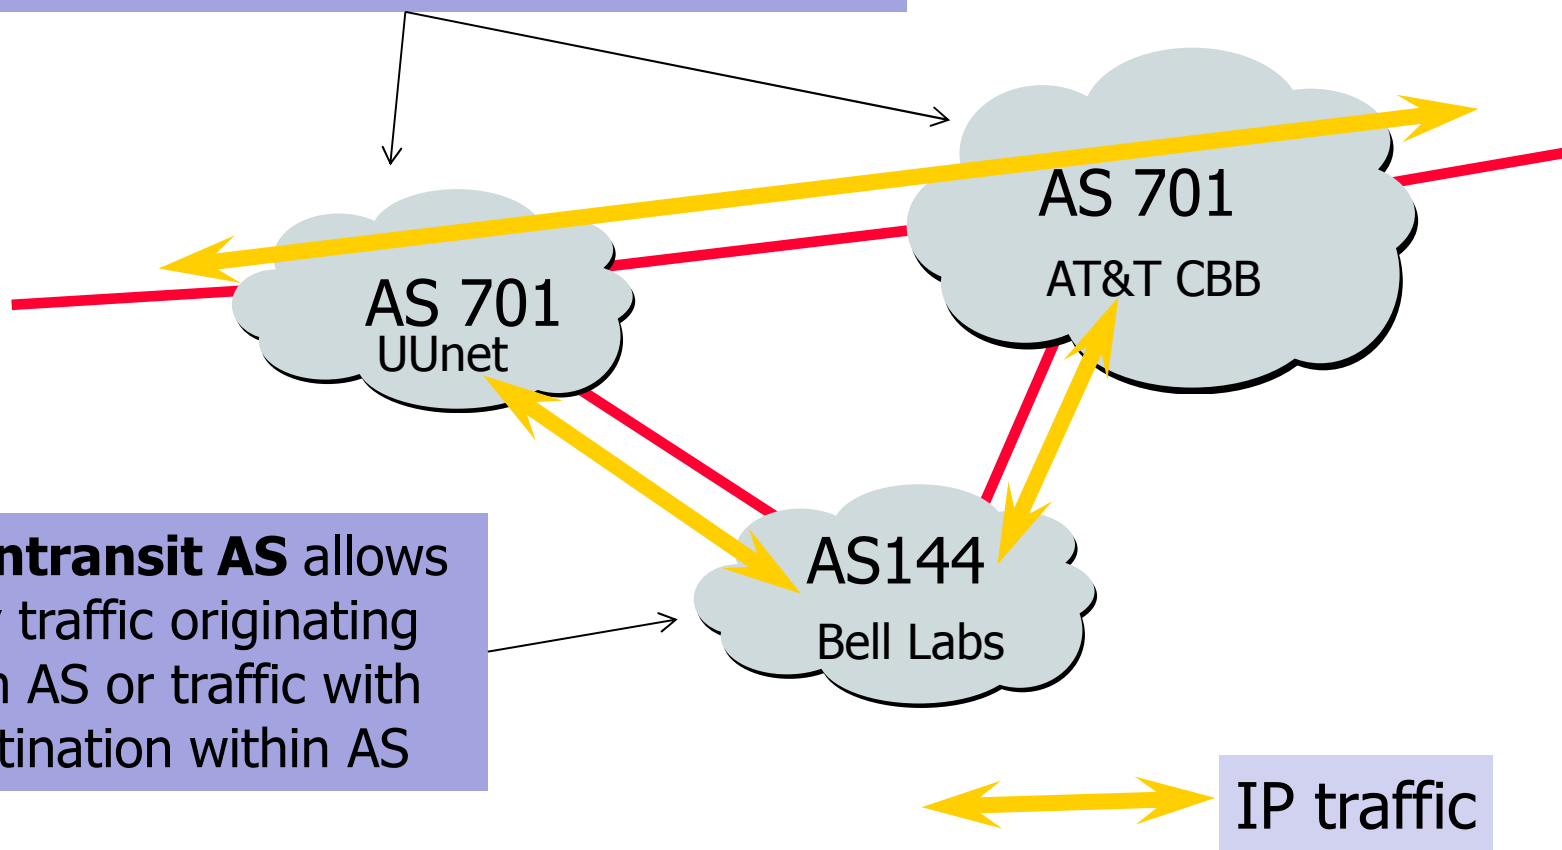 AS 701
AT&T CBB
AS 701
UUnet
ntransit AS allows
traffic originating
AS or traffic with
tination within AS
AS144
Bell Labs
IP traffic